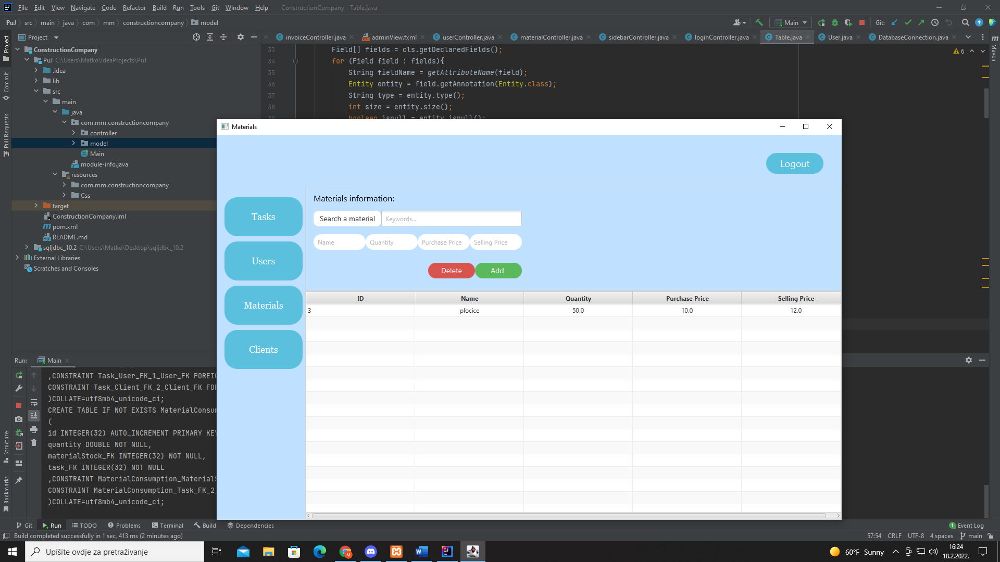 File Edit View Navigate Code Refactor Build Run Tools Git Window Help ConstructionCompany - Table.java
PuJ src main java com mm constructioncompany model
Main
Git:
Project
invoiceController.java
adminView.fxml
userController.java
materialController.java
sidebarController.java
loginController.java
Table.java
User.java
DatabaseConnection.java
Project
Commit
Pull Requests
Structure
Bookmarks
Maven
ConstructionCompany
PuJ C:\Users\Matko\IdeaProjects\PuJ
.idea
lib
src
main
java
com.mm.constructioncompany
controller
model
Main
module-info.java
resources
com.mm.constructioncompany
Css
target
ConstructionCompany.iml
pom.xml
README.md
sqljdbc_10.2 C:\Users\Matko\Desktop\sqljdbc_10.2
External Libraries
Scratches and Consoles
33 Field[] fields = cls.getDeclaredFields();
34 for (Field field : fields){
35 String fieldName = getAttributeName(field);
36 Entity entity = field.getAnnotation(Entity.class);
37 String type = entity.type();
38 int size = entity.size();
39 boolean isnull = entity.isnull();
6
Materials
Logout
Tasks
Users
Materials
Clients
Materials information:
Search a material Keywords...
Name Quantity Purchase Price Selling Price
Delete Add
ID Name Quantity Purchase Price Selling Price
3 plocice 50.0 10.0 12.0
Run: Main
,CONSTRAINT Task_User_FK_1_User_FK FOREIG
CONSTRAINT Task_Client_FK_2_Client_FK FOR
)COLLATE=utf8mb4_unicode_ci;
CREATE TABLE IF NOT EXISTS MaterialConsum
(
id INTEGER(32) AUTO_INCREMENT PRIMARY KEY
quantity DOUBLE NOT NULL,
materialStock_FK INTEGER(32) NOT NULL,
task_FK INTEGER(32) NOT NULL
,CONSTRAINT MaterialConsumption_MaterialS
CONSTRAINT MaterialConsumption_Task_FK_2_
)COLLATE=utf8mb4_unicode_ci;
Git Run TODO Problems Terminal Build Dependencies
1 Event Log
Build completed successfully in 1 sec, 413 ms (2 minutes ago)
57:54 CRLF UTF-8 4 spaces main
Upišite ovdje za pretraživanje
60°F Sunny
16:24
18.2.2022.